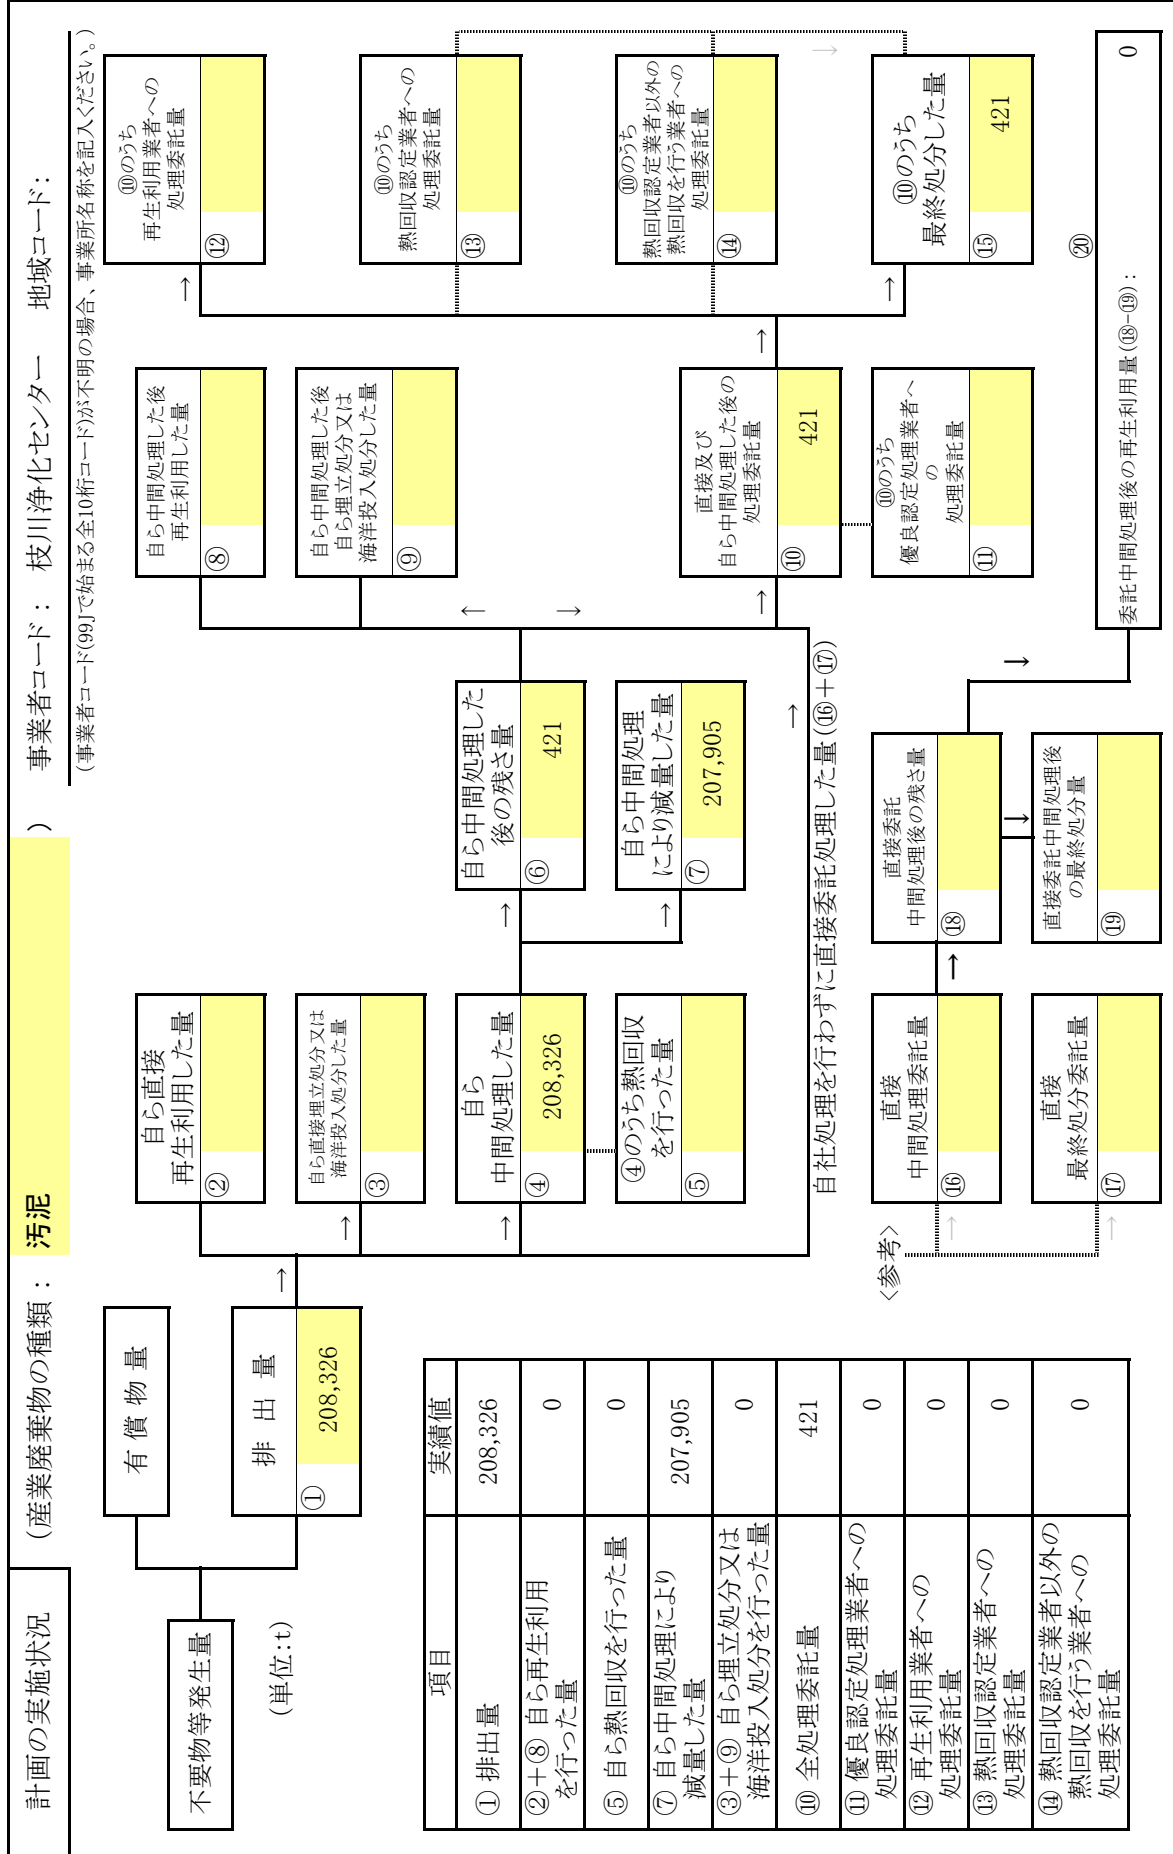 計画の実施状況
(産業廃棄物の種類： 汚泥 )
事業者コード： 枝川浄化センター 地域コード：
(事業者コード(99J)で始まる全10桁コード)が不明の場合、事業所名称を記入ください。)
不要物等発生量
(単位:t)
有 償 物 量
排 出 量
① 208,326
自ら直接
再生利用した量
②
自ら直接埋立処分又は
海洋投入処分した量
③
自ら
中間処理した量
④ 208,326
④のうち熱回収
を行った量
⑤
自ら中間処理した
後の残さ量
⑥ 421
自ら中間処理
により減量した量
⑦ 207,905
自ら中間処理した後
再生利用した量
⑧
自ら中間処理した後
自ら埋立処分又は
海洋投入処分した量
⑨
直接及び
自ら中間処理した後の
処理委託量
⑩ 421
⑩のうち
優良認定処理業者へ
の
処理委託量
⑪
⑩のうち
再生利用業者への
処理委託量
⑫
⑩のうち
熱回収認定業者への
処理委託量
⑬
⑩のうち
熱回収認定業者以外の
熱回収を行う業者への
処理委託量
⑭
⑩のうち
最終処分した量
⑮ 421
自社処理を行わずに直接委託処理した量(⑯＋⑰)
<参考>
直接
中間処理委託量
⑯
直接
最終処分委託量
⑰
直接委託
中間処理後の残さ量
⑱
直接委託中間処理後
の最終処分量
⑲
⑳
委託中間処理後の再生利用量(⑱-⑲)： 0
項目 実績値
① 排出量 208,326
②＋⑧ 自ら再生利用
を行った量 0
⑤ 自ら熱回収を行った量 0
⑦ 自ら中間処理により
減量した量 207,905
③＋⑨ 自ら埋立処分又は
海洋投入処分を行った量 0
⑩ 全処理委託量 421
⑪ 優良認定処理業者への
処理委託量 0
⑫ 再生利用業者への
処理委託量 0
⑬ 熱回収認定業者への
処理委託量 0
⑭ 熱回収認定業者以外の
熱回収を行う業者への
処理委託量 0